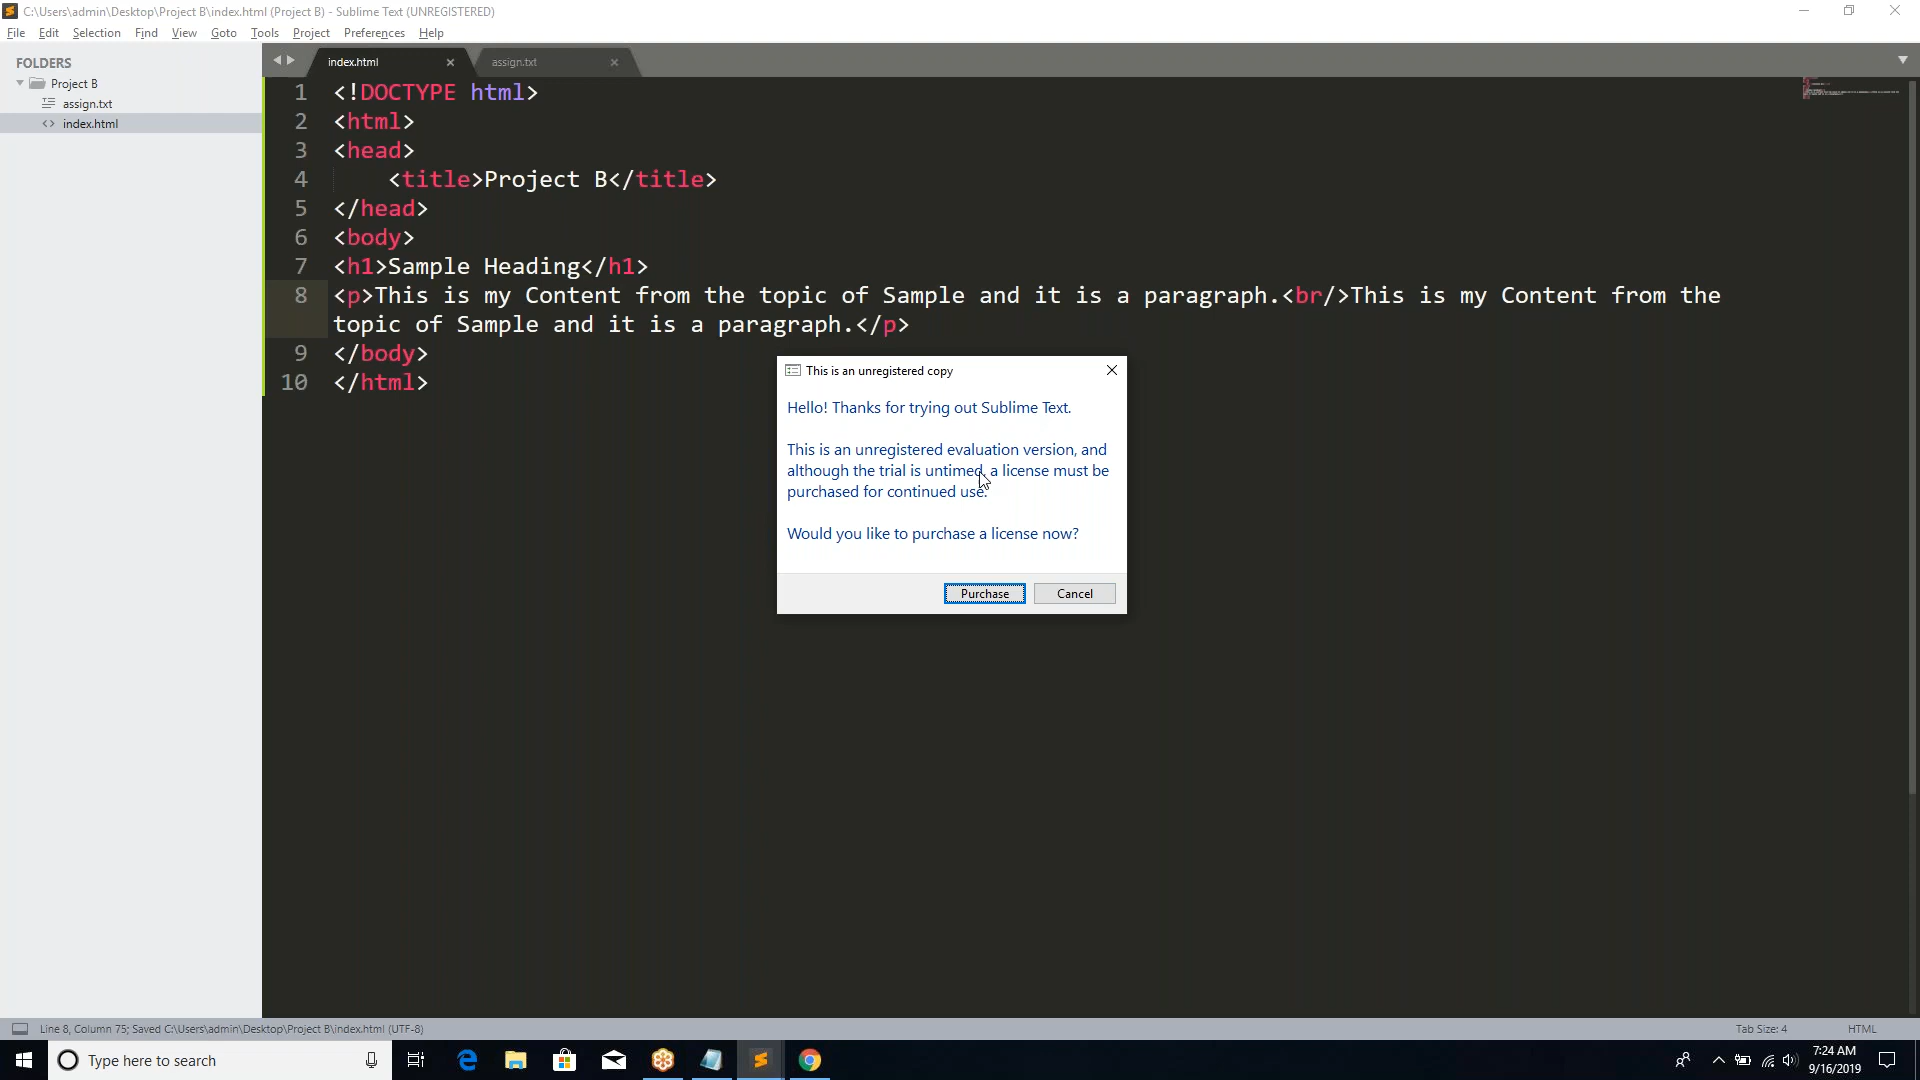 C:\Users\admin\Desktop\Project B\index.html (Project B) - Sublime Text (UNREGISTERED)
File Edit Selection Find View Goto Tools Project Preferences Help
FOLDERS
Project B
assign.txt
index.html
index.html
assign.txt
1 <!DOCTYPE html>
2 <html>
3 <head>
4 <title>Project B</title>
5 </head>
6 <body>
7 <h1>Sample Heading</h1>
8 <p>This is my Content from the topic of Sample and it is a paragraph.<br/>This is my Content from the
topic of Sample and it is a paragraph.</p>
9 </body>
10 </html>
This is an unregistered copy
Hello! Thanks for trying out Sublime Text.
This is an unregistered evaluation version, and
although the trial is untimed, a license must be
purchased for continued use.
Would you like to purchase a license now?
Purchase Cancel
Line 8, Column 75; Saved C:\Users\admin\Desktop\Project B\index.html (UTF-8)
Tab Size: 4 HTML
Type here to search
7:24 AM
9/16/2019